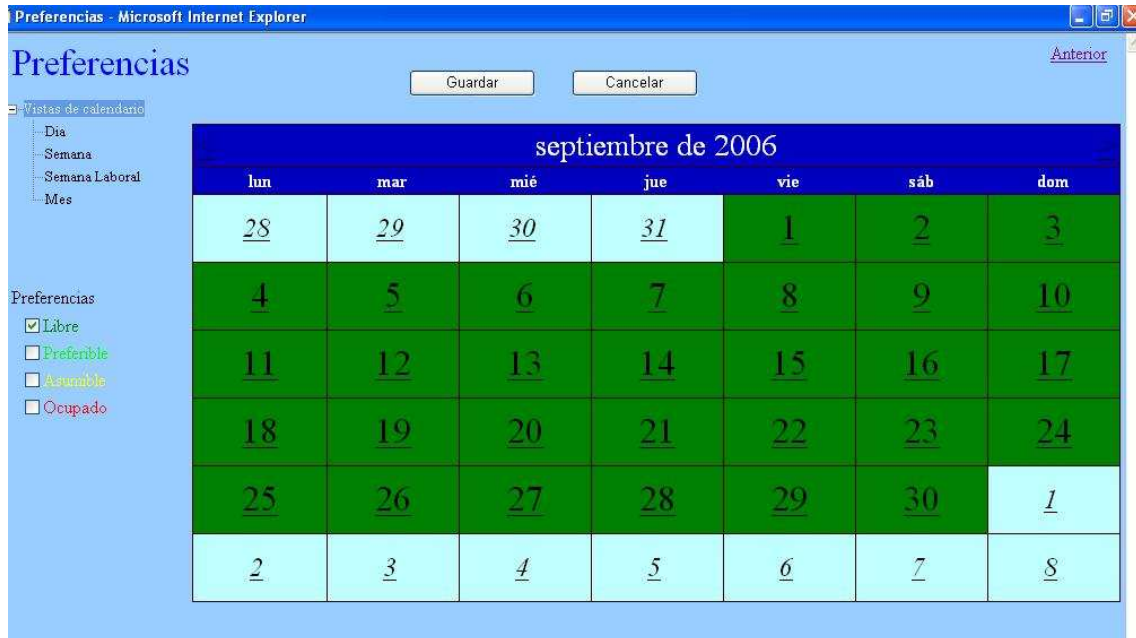 Preferencias - Microsoft Internet Explorer
Preferencias
Anterior
Guardar Cancelar
Vistas de calendario
Dia
Semana
Semana Laboral
Mes
septiembre de 2006
lun mar mié jue vie sáb dom
28 29 30 31 1 2 3
4 5 6 7 8 9 10
11 12 13 14 15 16 17
18 19 20 21 22 23 24
25 26 27 28 29 30 1
2 3 4 5 6 7 8
Preferencias
Libre
Preferible
Asumible
Ocupado